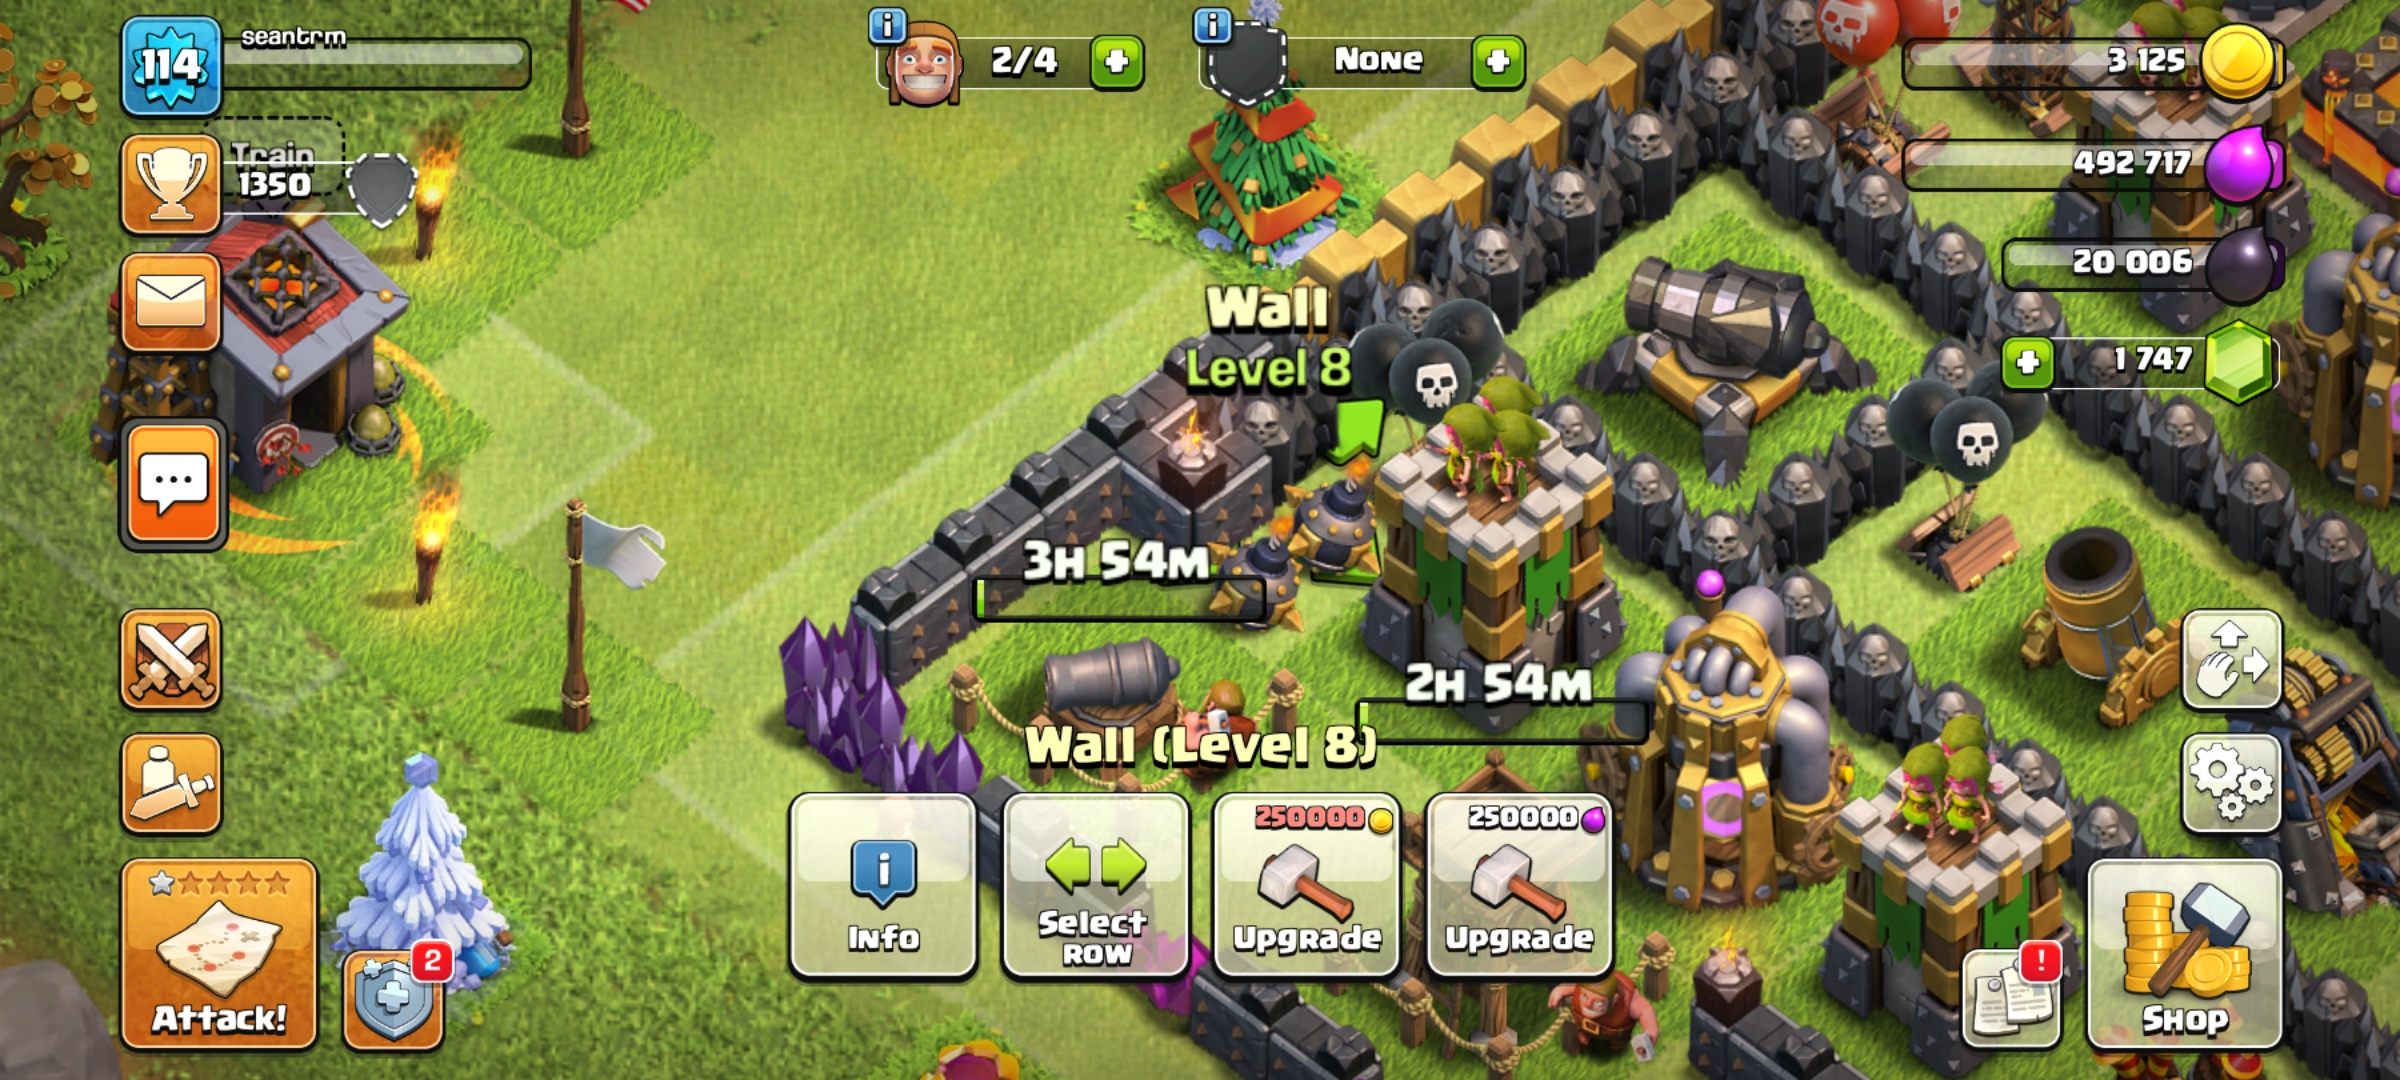 114
seantrm
2/4
None
3 125
Train
1350
492 717
20 006
1 747
Wall
Level 8
3H 54M
2H 54M
Wall (Level 8)
Info
Select
Row
250000
Upgrade
250000
Upgrade
Attack!
2
!
Shop